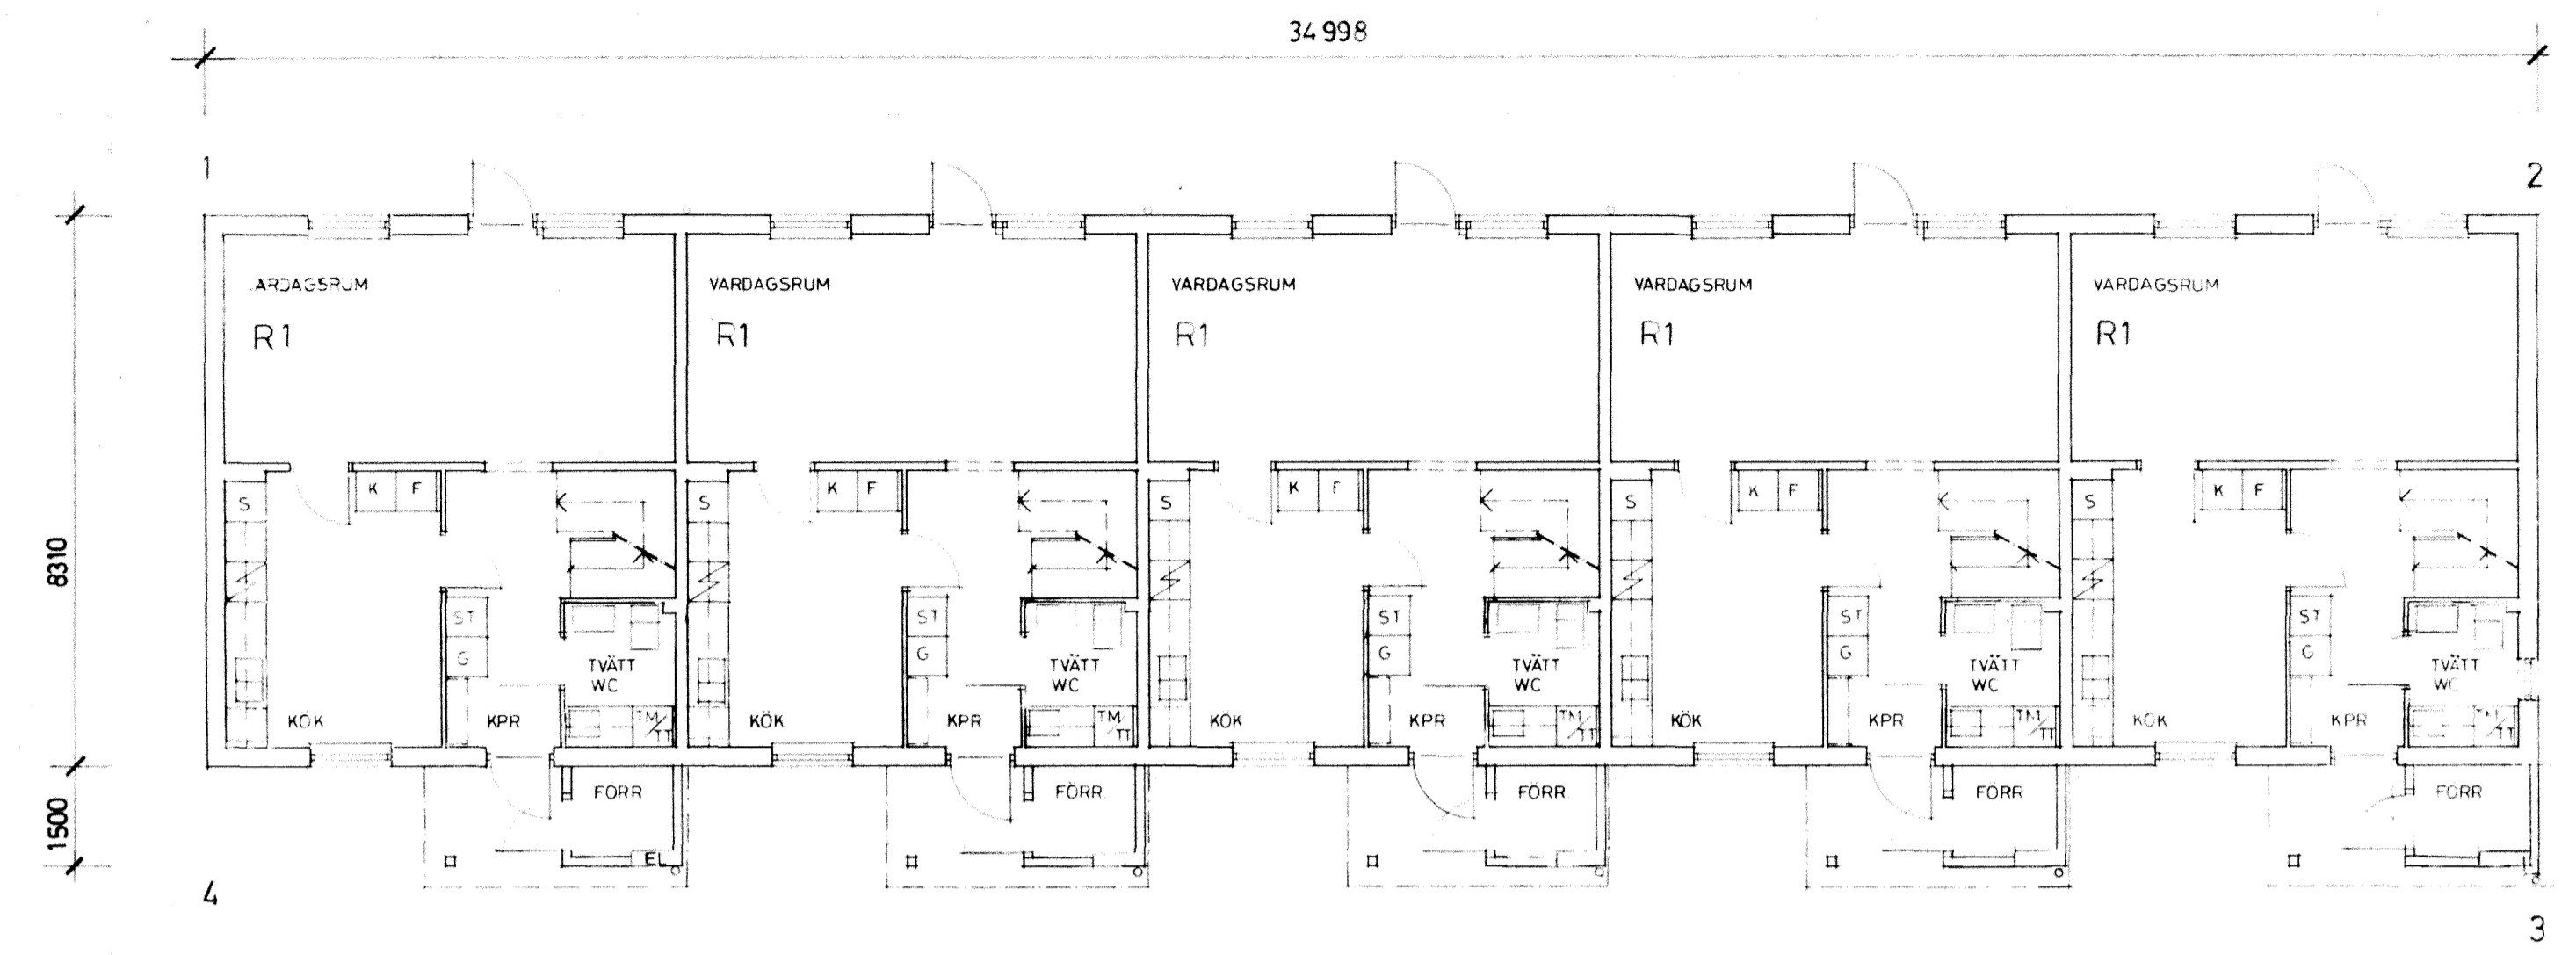 34 998
1
2
ARDAGSRUM
VARDAGSRUM
VARDAGSRUM
VARDAGSRUM
VARDAGSRUM
R1
R1
R1
R1
R1
K F
K F
K F
K F
K F
S
S
S
S
S
8310
ST
ST
ST
ST
ST
G
G
G
G
G
TVÄTT
WC
TVÄTT
WC
TVÄTT
WC
TVÄTT
WC
TVÄTT
WC
KÖK
KPR
TM/TT
KÖK
KPR
TM/TT
KÖK
KPR
TM/TT
KÖK
KPR
TM/TT
KÖK
KPR
TM/TT
FÖRR
FÖRR
FÖRR
FÖRR
FÖRR
1500
EL
4
3